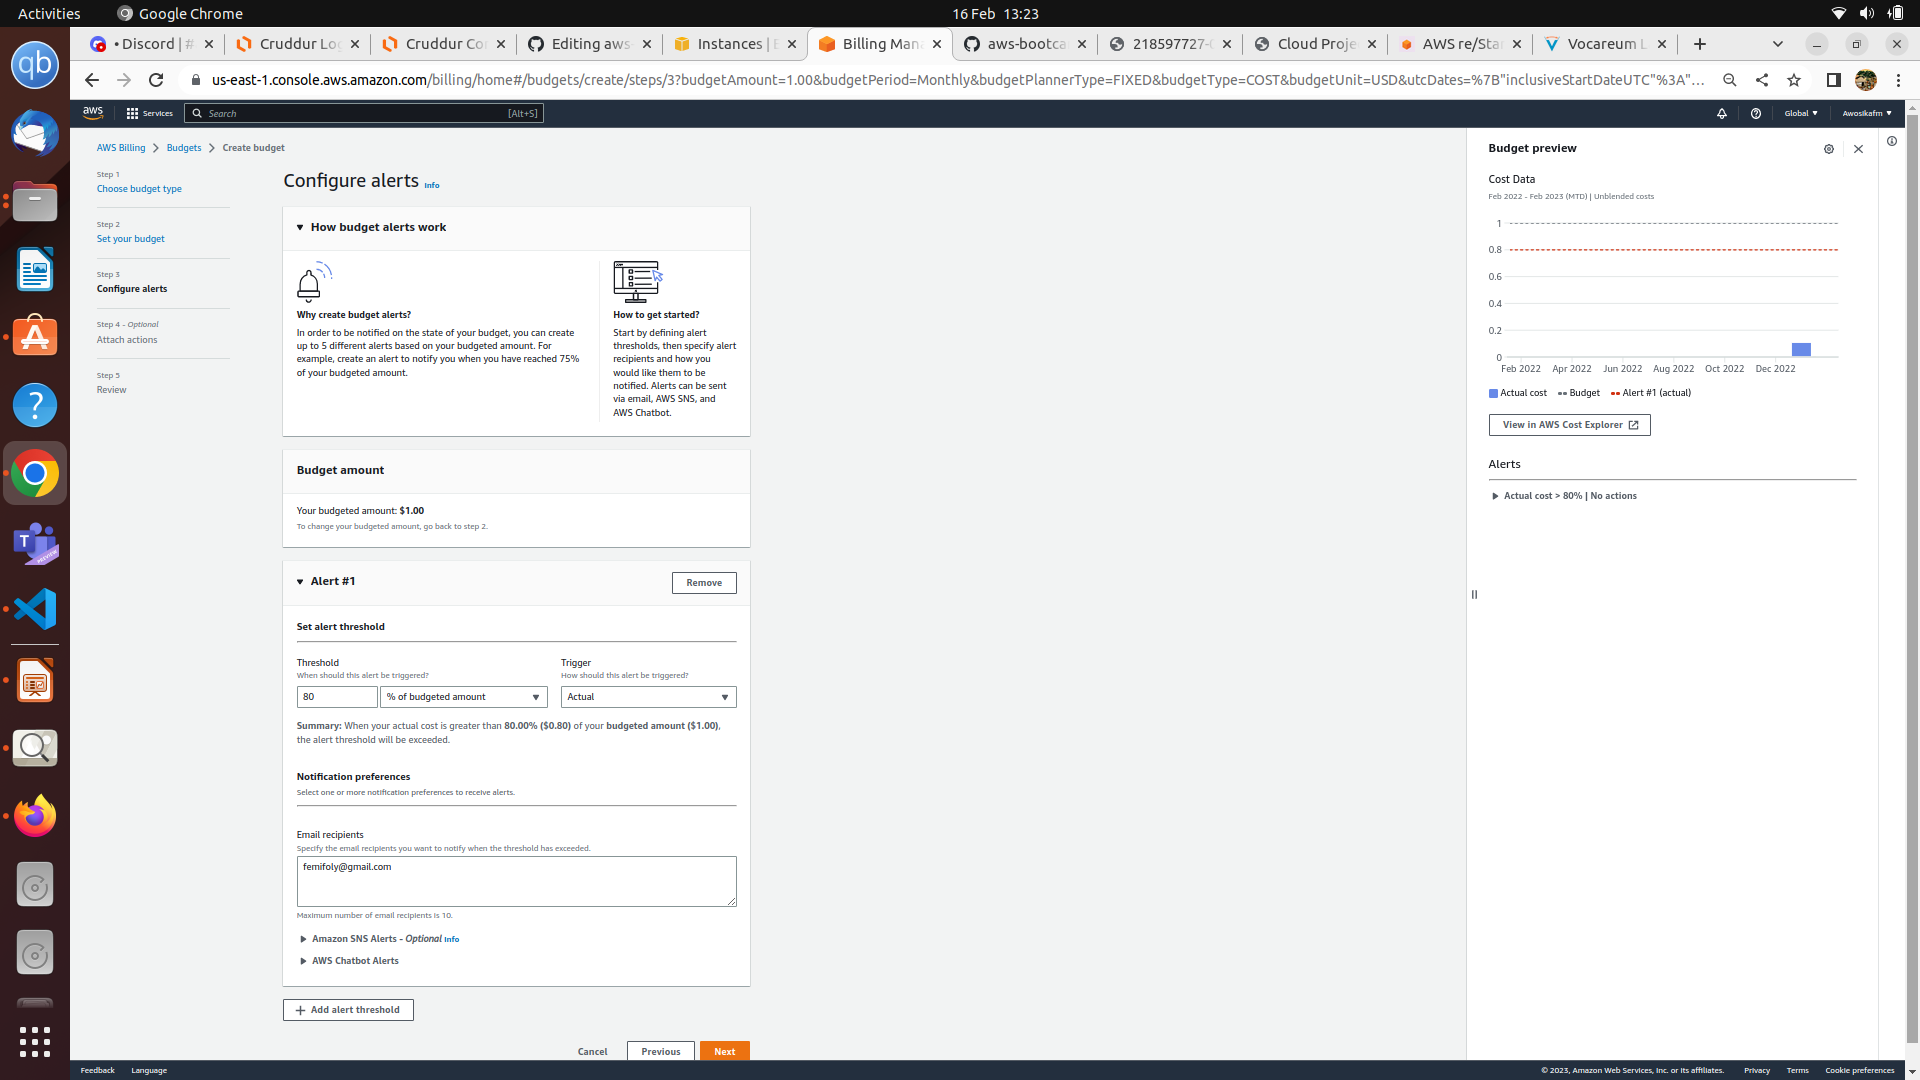 Activities
Google Chrome
16 Feb 13:23
• Discord | #
Cruddur Lo
Cruddur Co
Editing aws-
Instances | E
Billing Man
aws-bootca
218597727-
Cloud Proje
AWS re/Star
Vocareum L
us-east-1.console.aws.amazon.com/billing/home#/budgets/create/steps/3?budgetAmount=1.00&budgetPeriod=Monthly&budgetPlannerType=FIXED&budgetType=COST&budgetUnit=USD&utcDates=%7B"inclusiveStartDateUTC"%3A"...
aws
Services
Search
[Alt+S]
Global
Awosikafm
AWS Billing
Budgets
Create budget
Step 1
Choose budget type
Step 2
Set your budget
Step 3
Configure alerts
Step 4 - Optional
Attach actions
Step 5
Review
Configure alerts Info
How budget alerts work
Why create budget alerts?
In order to be notified on the state of your budget, you can create
up to 5 different alerts based on your budgeted amount. For
example, create an alert to notify you when you have reached 75%
of your budgeted amount.
How to get started?
Start by defining alert
thresholds, then specify alert
recipients and how you
would like them to be
notified. Alerts can be sent
via email, AWS SNS, and
AWS Chatbot.
Budget amount
Your budgeted amount: $1.00
To change your budgeted amount, go back to step 2.
Alert #1
Remove
Set alert threshold
Threshold
When should this alert be triggered?
80
% of budgeted amount
Trigger
How should this alert be triggered?
Actual
Summary: When your actual cost is greater than 80.00% ($0.80) of your budgeted amount ($1.00),
the alert threshold will be exceeded.
Notification preferences
Select one or more notification preferences to receive alerts.
Email recipients
Specify the email recipients you want to notify when the threshold has exceeded.
femifoly@gmail.com
Maximum number of email recipients is 10.
Amazon SNS Alerts - Optional Info
AWS Chatbot Alerts
Add alert threshold
Cancel
Previous
Next
Budget preview
Cost Data
Feb 2022 - Feb 2023 (MTD) | Unblended costs
1
0.8
0.6
0.4
0.2
0
Feb 2022 Apr 2022 Jun 2022 Aug 2022 Oct 2022 Dec 2022
Actual cost Budget Alert #1 (actual)
View in AWS Cost Explorer
Alerts
Actual cost > 80% | No actions
Feedback
Language
© 2023, Amazon Web Services, Inc. or its affiliates.
Privacy
Terms
Cookie preferences
qb
T
PREVIEW